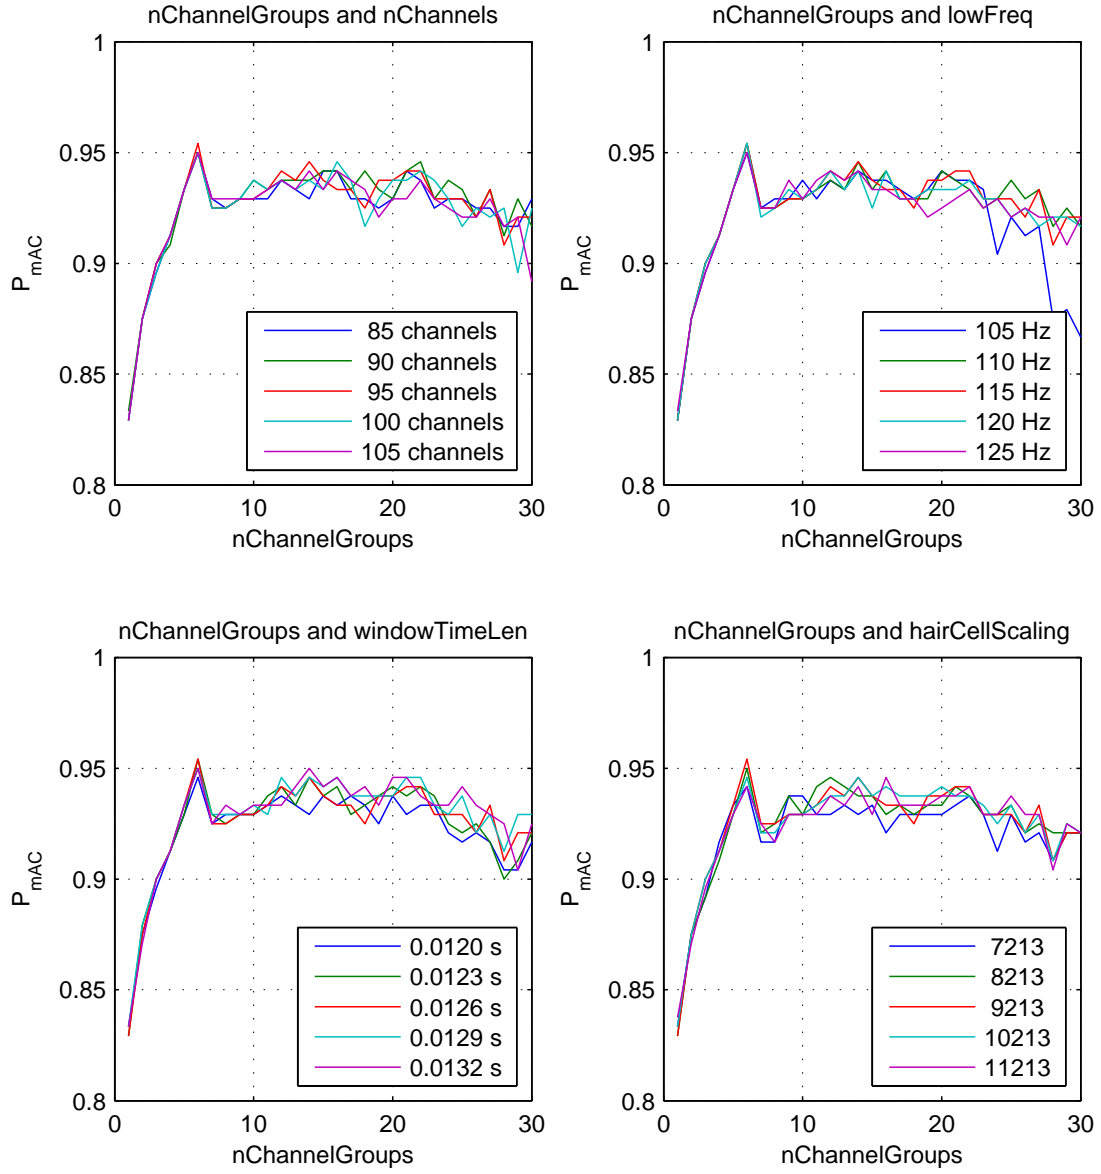 nChannelGroups and nChannels
1
0.95
0.9
0.85
0.8
P_mAC
85 channels
90 channels
95 channels
100 channels
105 channels
0 10 20 30
nChannelGroups
nChannelGroups and lowFreq
1
0.95
0.9
0.85
0.8
P_mAC
105 Hz
110 Hz
115 Hz
120 Hz
125 Hz
0 10 20 30
nChannelGroups
nChannelGroups and windowTimeLen
1
0.95
0.9
0.85
0.8
P_mAC
0.0120 s
0.0123 s
0.0126 s
0.0129 s
0.0132 s
0 10 20 30
nChannelGroups
nChannelGroups and hairCellScaling
1
0.95
0.9
0.85
0.8
P_mAC
7213
8213
9213
10213
11213
0 10 20 30
nChannelGroups